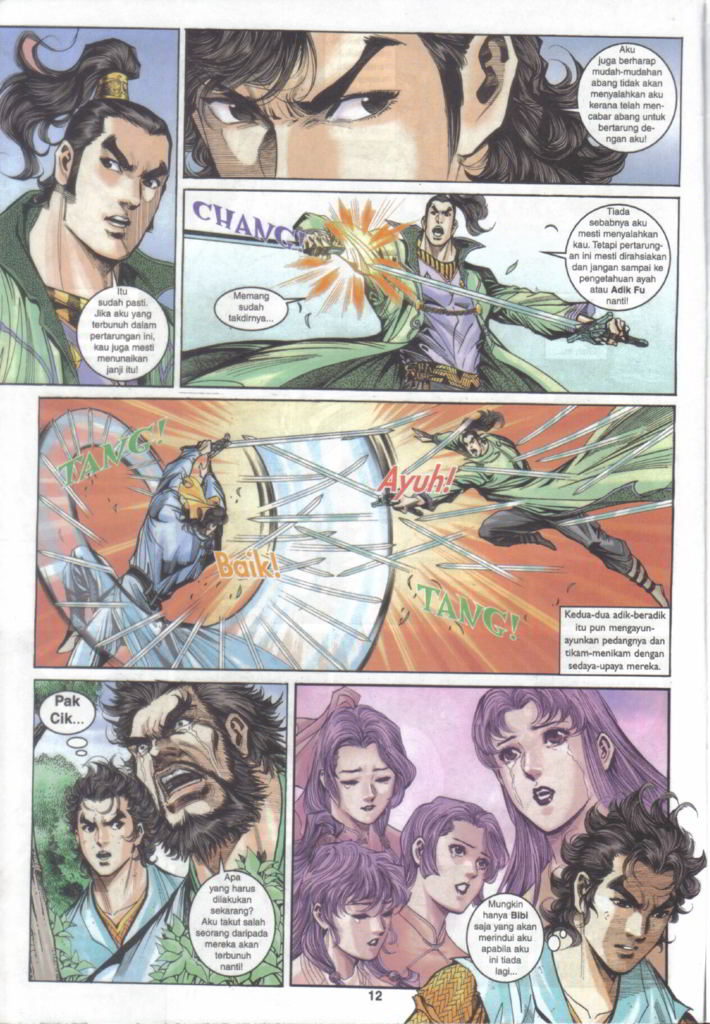 Aku
juga berharap
mudah-mudahan
abang tidak akan
menyalahkan aku
kerana telah men-
cabar abang untuk
bertarung de-
ngan aku!
Itu
sudah pasti.
Jika aku yang
terbunuh dalam
pertarungan ini,
kau juga mesti
menunaikan
janji itu!
CHANG!
Memang
sudah
takdirnya...
Tiada
sebabnya aku
mesti menyalahkan
kau. Tetapi pertarung-
an ini mesti dirahsiakan
dan jangan sampai ke
pengetahuan ayah
atau Adik Fu
nanti!
TANG!
Ayuh!
Baik!
TANG!
Kedua-dua adik-beradik
itu pun mengayun-
ayunkan pedangnya dan
tikam-menikam dengan
sedaya-upaya mereka.
Pak
Cik...
Apa
yang harus
dilakukan
sekarang?
Aku takut salah
seorang daripada
mereka akan
terbunuh
nanti!
Mungkin
hanya Bibi
saja yang akan
merindui aku
apabila aku
ini tiada
lagi...
12